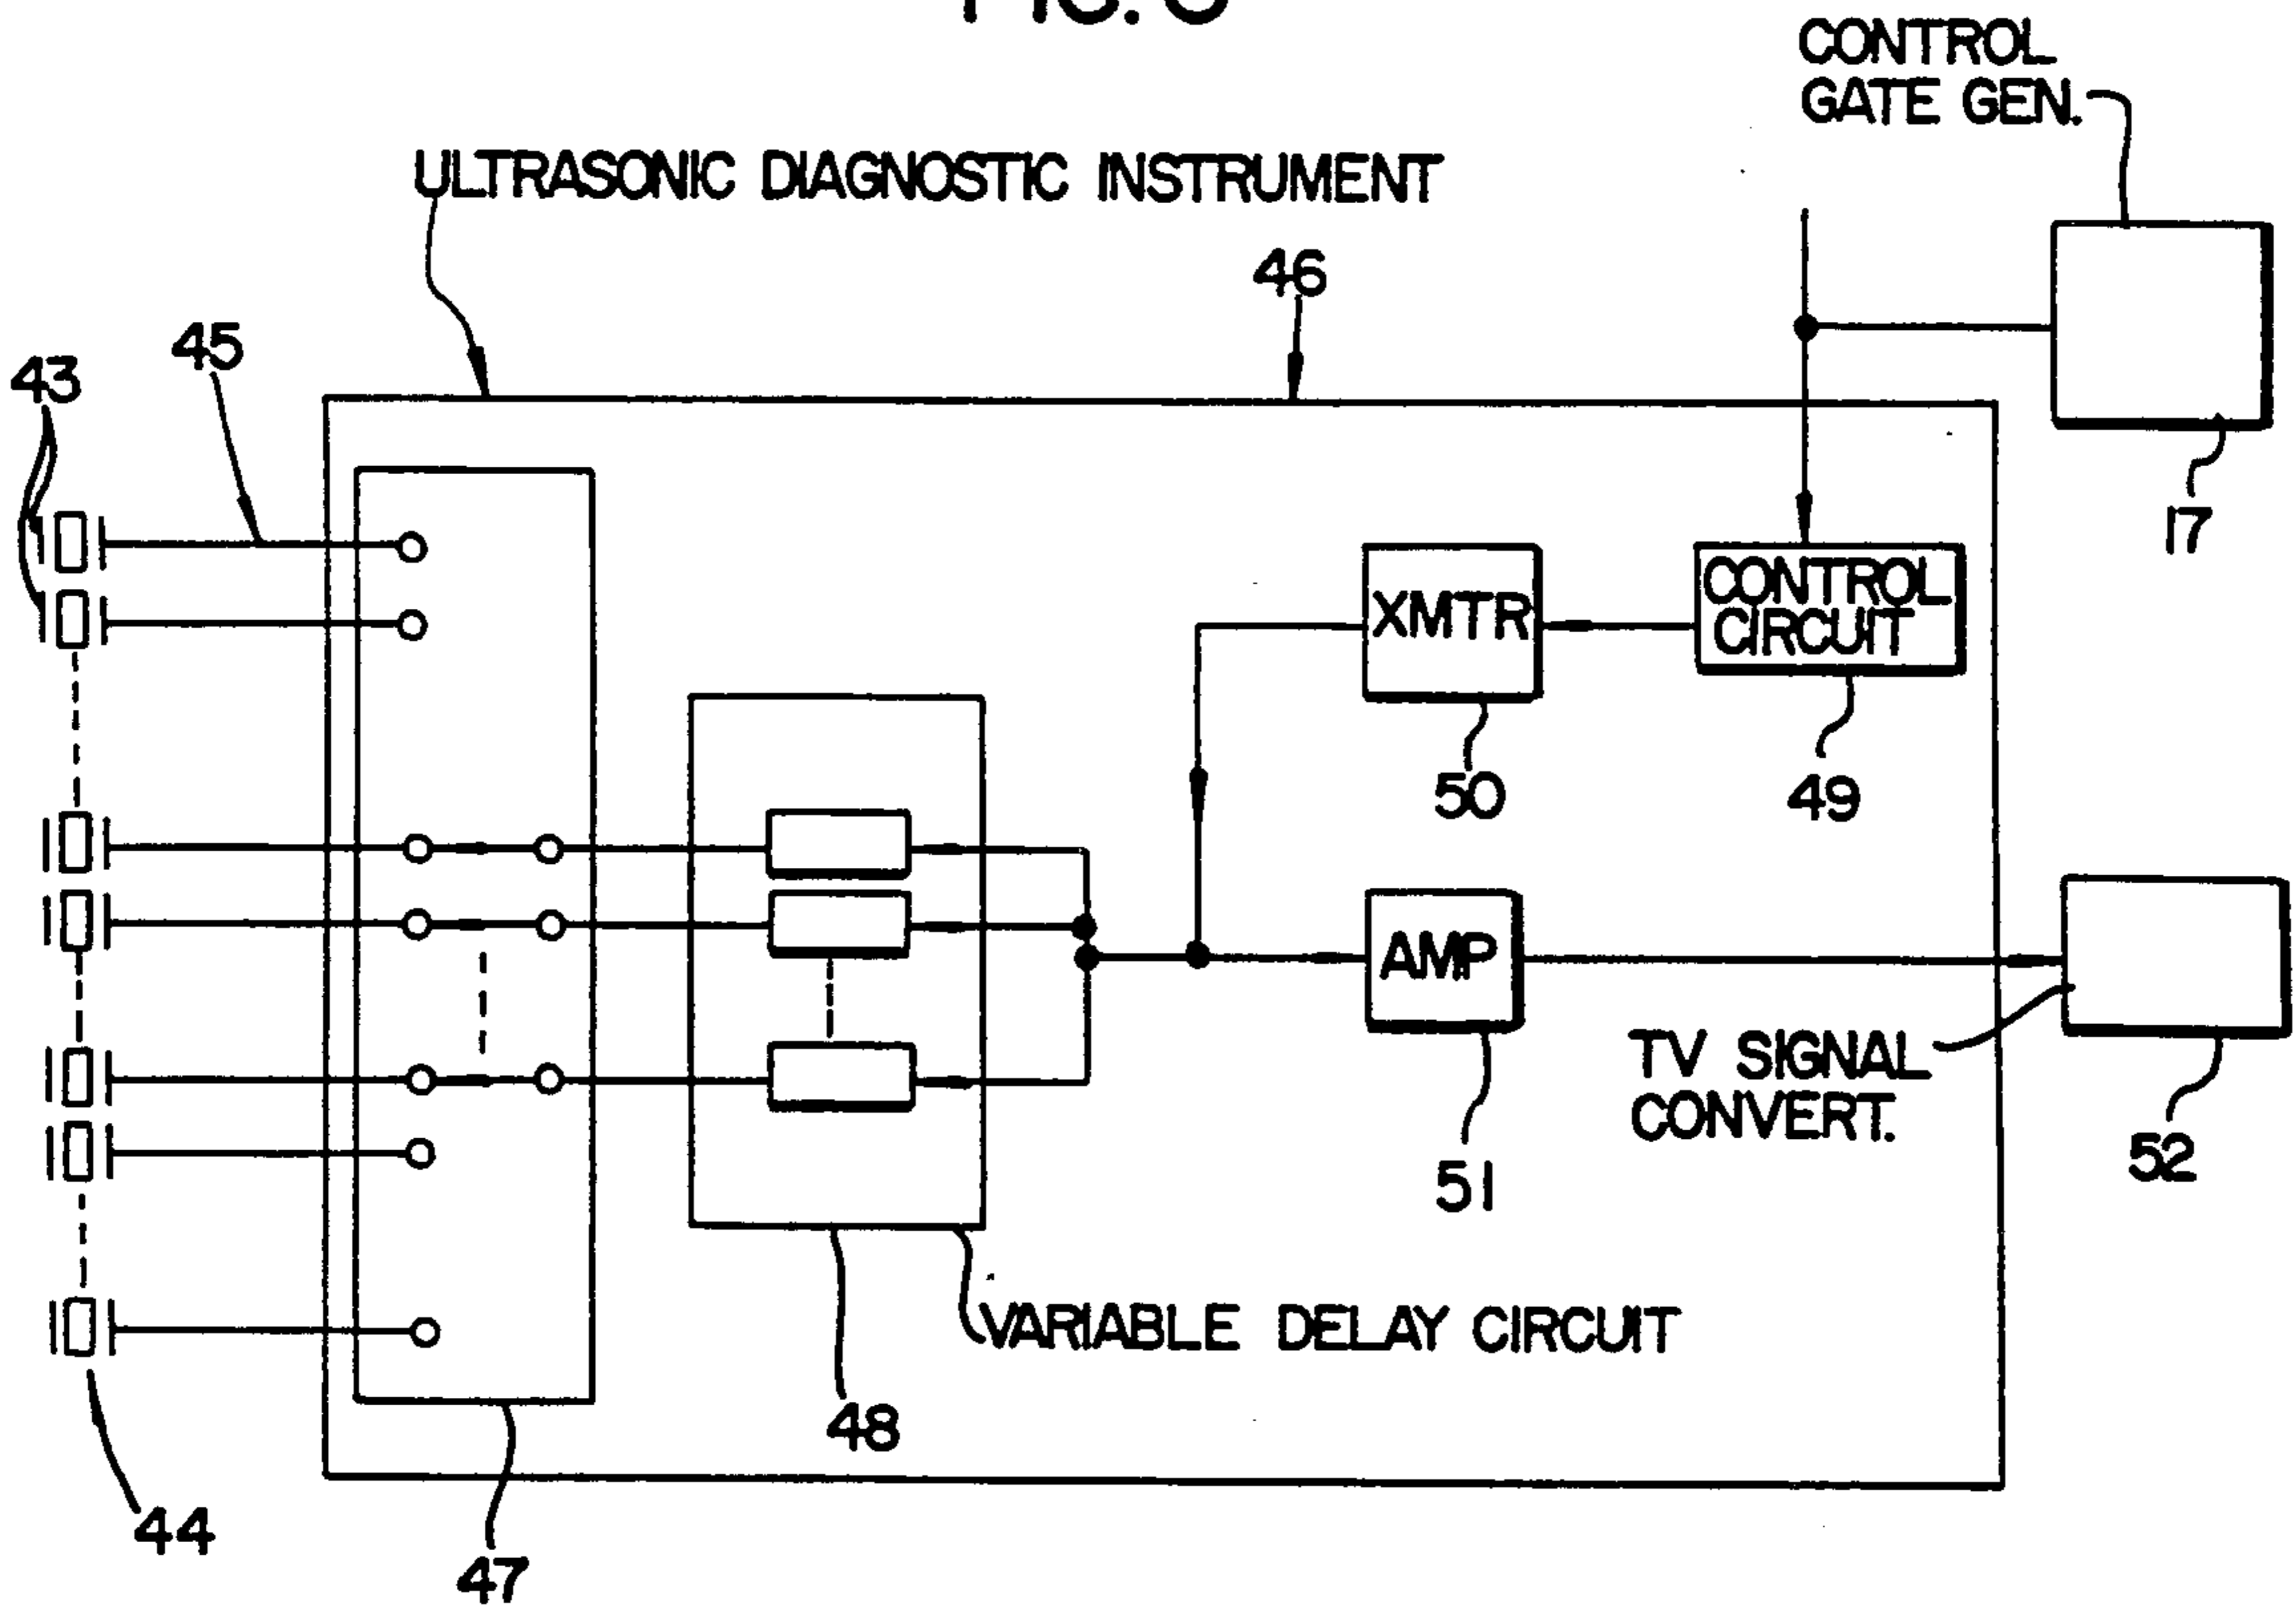 CONTROL
GATE GEN.
ULTRASONIC DIAGNOSTIC INSTRUMENT
46
45
43
17
XMTR
CONTROL
CIRCUIT
50
49
AMP
TV SIGNAL
CONVERT.
51
52
VARIABLE DELAY CIRCUIT
48
44
47